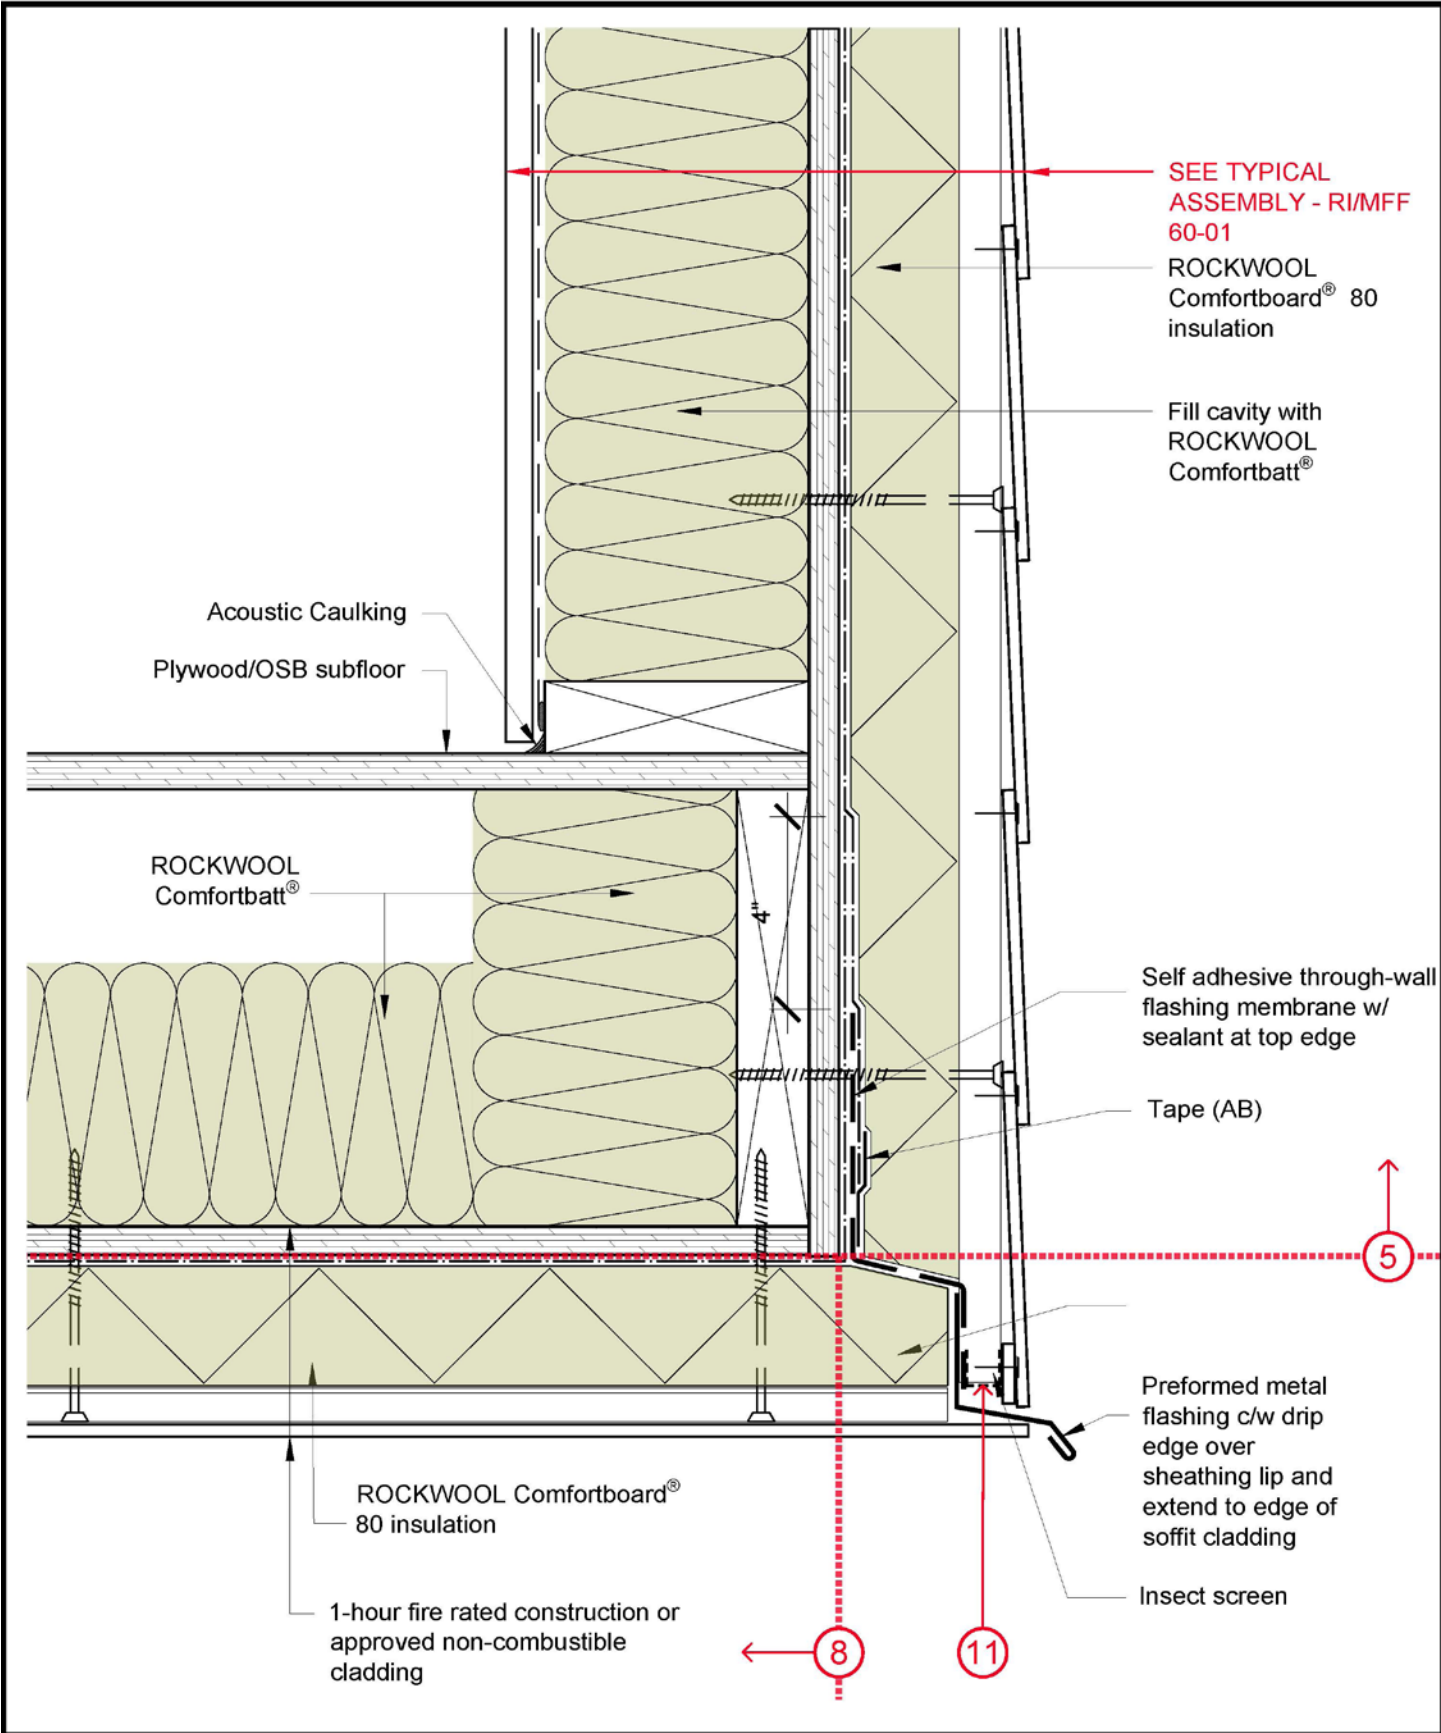 SEE TYPICAL
ASSEMBLY - RI/MFF
60-01
ROCKWOOL
Comfortboard® 80
insulation
Fill cavity with
ROCKWOOL
Comfortbatt®
Acoustic Caulking
Plywood/OSB subfloor
ROCKWOOL
Comfortbatt®
4"
Self adhesive through-wall
flashing membrane w/
sealant at top edge
Tape (AB)
5
Preformed metal
flashing c/w drip
edge over
sheathing lip and
extend to edge of
soffit cladding
ROCKWOOL Comfortboard®
80 insulation
Insect screen
1-hour fire rated construction or
approved non-combustible
cladding
8
11